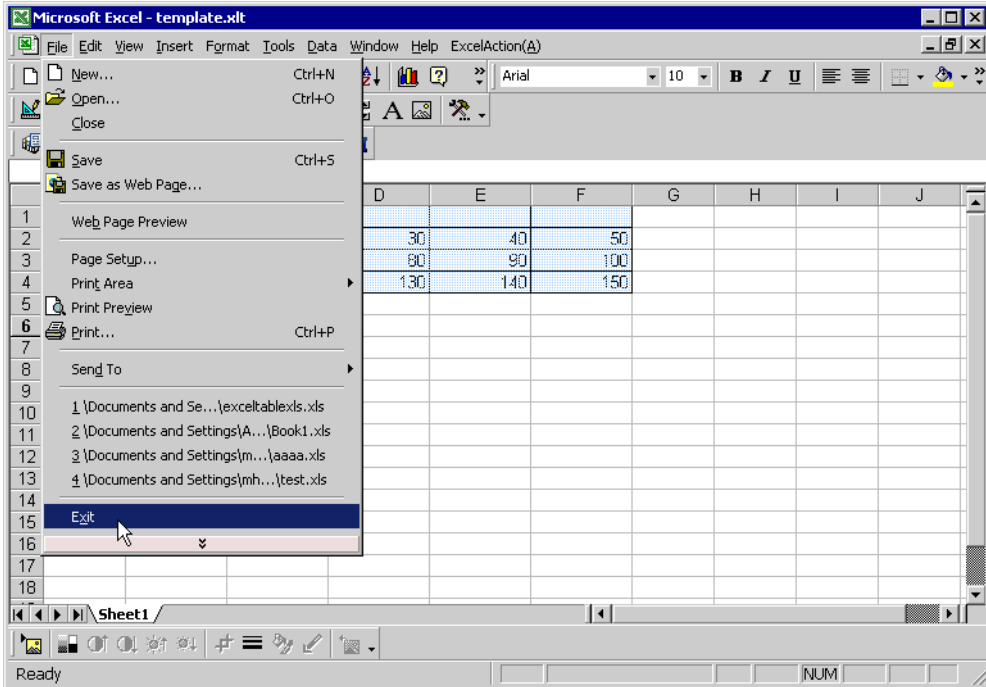 Microsoft Excel - template.xlt
File Edit View Insert Format Tools Data Window Help ExcelAction(A)
Arial 10 B I U
New... Ctrl+N
Open... Ctrl+O
Close
Save Ctrl+S
Save as Web Page...
Web Page Preview
Page Setup...
Print Area
Print Preview
Print... Ctrl+P
Send To
1 \Documents and Se...\exceltablexls.xls
2 \Documents and Settings\A...\Book1.xls
3 \Documents and Settings\m...\aaaa.xls
4 \Documents and Settings\mh...\test.xls
Exit
D E F G H I J
1
2 30 40 50
3 80 90 100
4 130 140 150
5
6
7
8
9
10
11
12
13
14
15
16
17
18
Sheet1
Ready NUM